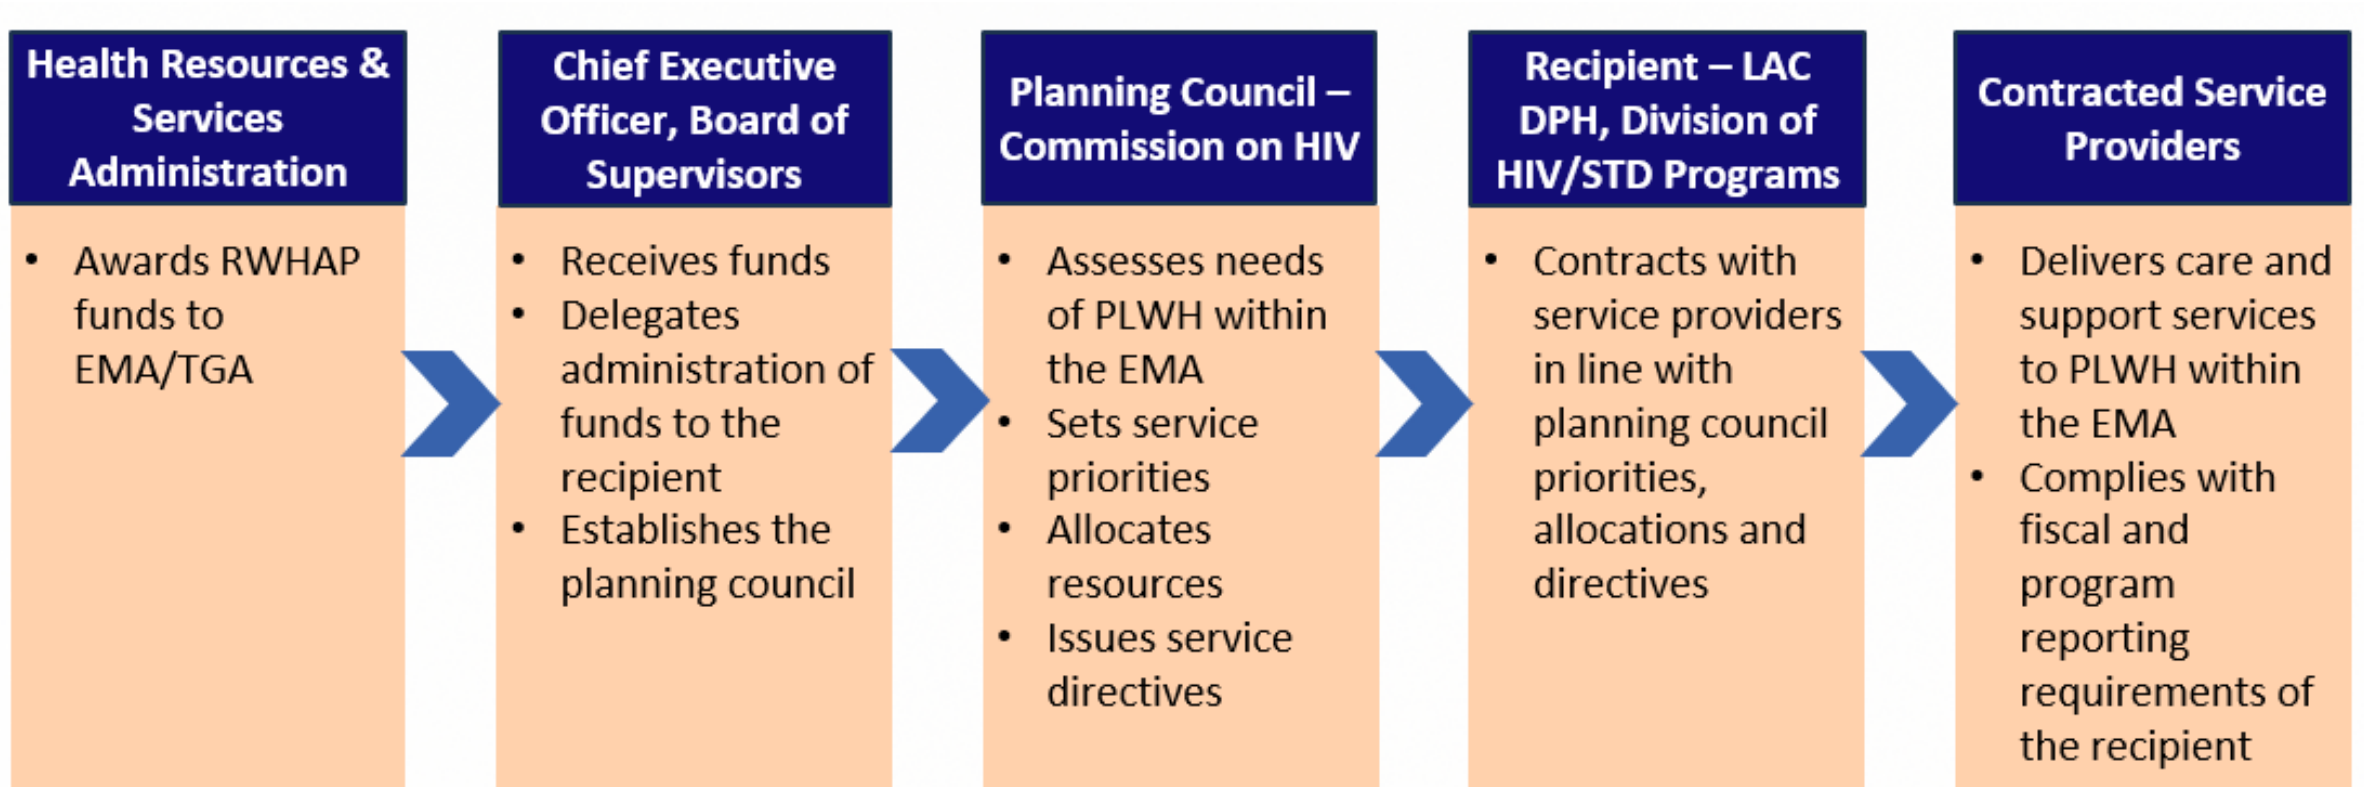 Health Resources &
Services
Administration
• Awards RWHAP
funds to
EMA/TGA
Chief Executive
Officer, Board of
Supervisors
• Receives funds
• Delegates
administration of
funds to the
recipient
• Establishes the
planning council
Planning Council –
Commission on HIV
• Assesses needs
of PLWH within
the EMA
• Sets service
priorities
• Allocates
resources
• Issues service
directives
Recipient – LAC
DPH, Division of
HIV/STD Programs
• Contracts with
service providers
in line with
planning council
priorities,
allocations and
directives
Contracted Service
Providers
• Delivers care and
support services
to PLWH within
the EMA
• Complies with
fiscal and
program
reporting
requirements of
the recipient